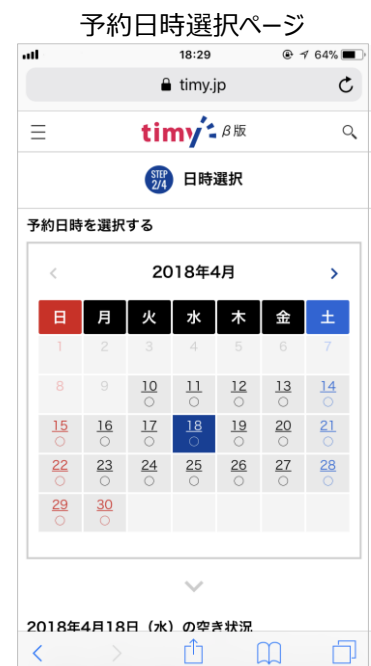 予約日時選択ページ
18:29 64%
timy.jp
timy β版
STEP 2/4 日時選択
予約日時を選択する
< 2018年4月 >
日 月 火 水 木 金 土
1 2 3 4 5 6 7
8 9 10 11 12 13 14
○ ○ ○ ○ ○
15 16 17 18 19 20 21
○ ○ ○ ○ ○ ○ ○
22 23 24 25 26 27 28
○ ○ ○ ○ ○ ○ ○
29 30
○ ○
2018年4月18日（水）の空き状況